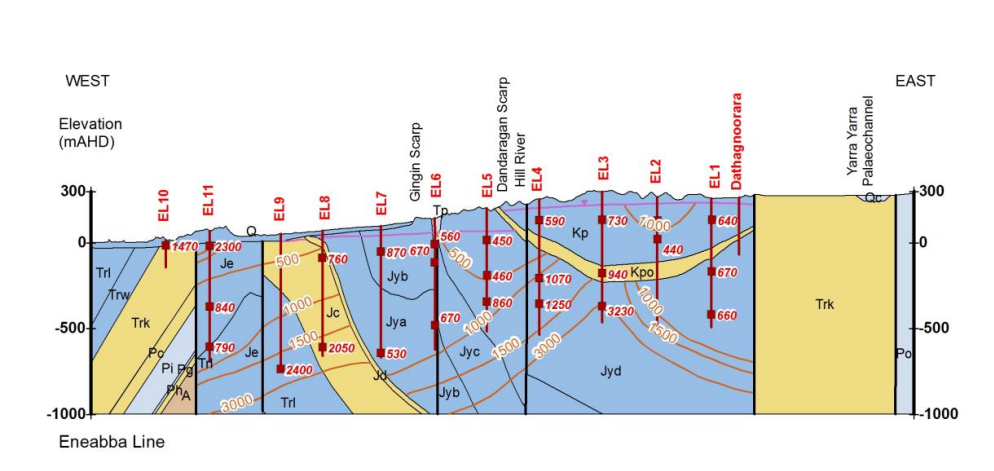 WEST
EAST
Elevation
(mAHD)
EL10
EL11
EL9
EL8
EL7
Gingin Scarp
EL6
EL5
Dandaragan Scarp
Hill River
EL4
EL3
EL2
EL1
Dathagnoorara
Yarra Yarra
Palaeochannel
300
0
-500
-1000
300
0
-500
-1000
Q
Tp
Qc
1470
2300
840
790
2400
760
2050
870
530
560
670
670
450
460
860
590
1070
1250
730
940
3230
440
640
670
660
500
1000
1500
3000
500
1000
1500
3000
1000
1000
1500
Trl
Trw
Trk
Pc
Pi
Pg
Ph
A
Je
Trl
Je
Trl
Jc
Jd
Jyb
Jya
Jyc
Jyb
Kp
Kpo
Jyd
Trk
Po
Eneabba Line